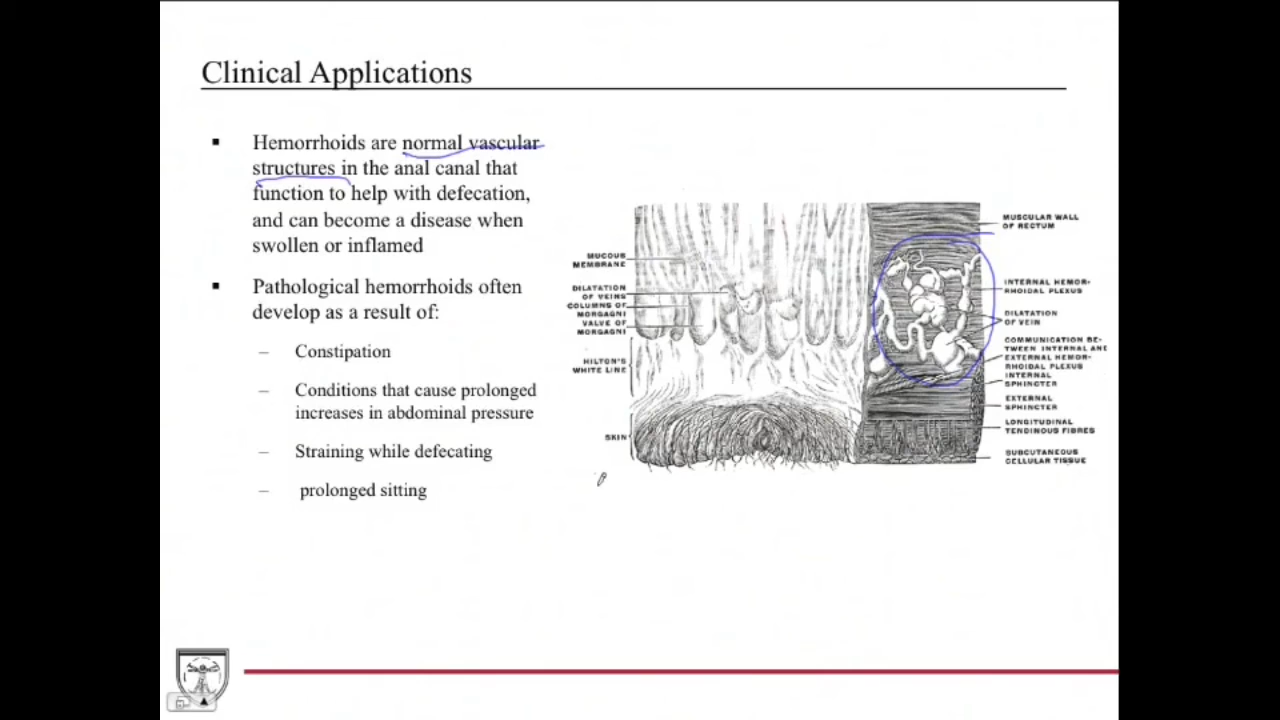 Clinical Applications
▪ Hemorrhoids are normal vascular
structures in the anal canal that
function to help with defecation,
and can become a disease when
swollen or inflamed
▪ Pathological hemorrhoids often
develop as a result of:
– Constipation
– Conditions that cause prolonged
increases in abdominal pressure
– Straining while defecating
– prolonged sitting
MUCOUS
MEMBRANE
DILATATION
OF VEINS
COLUMNS OF
MORGAGNI
VALVE OF
MORGAGNI
HILTON'S
WHITE LINE
SKIN
MUSCULAR WALL
OF RECTUM
INTERNAL HEMOR-
RHOIDAL PLEXUS
DILATATION
OF VEIN
COMMUNICATION BE-
TWEEN INTERNAL AND
EXTERNAL HEMOR-
RHOIDAL PLEXUS
INTERNAL
SPHINCTER
EXTERNAL
SPHINCTER
LONGITUDINAL
TENDINOUS FIBRES
SUBCUTANEOUS
CELLULAR TISSUE